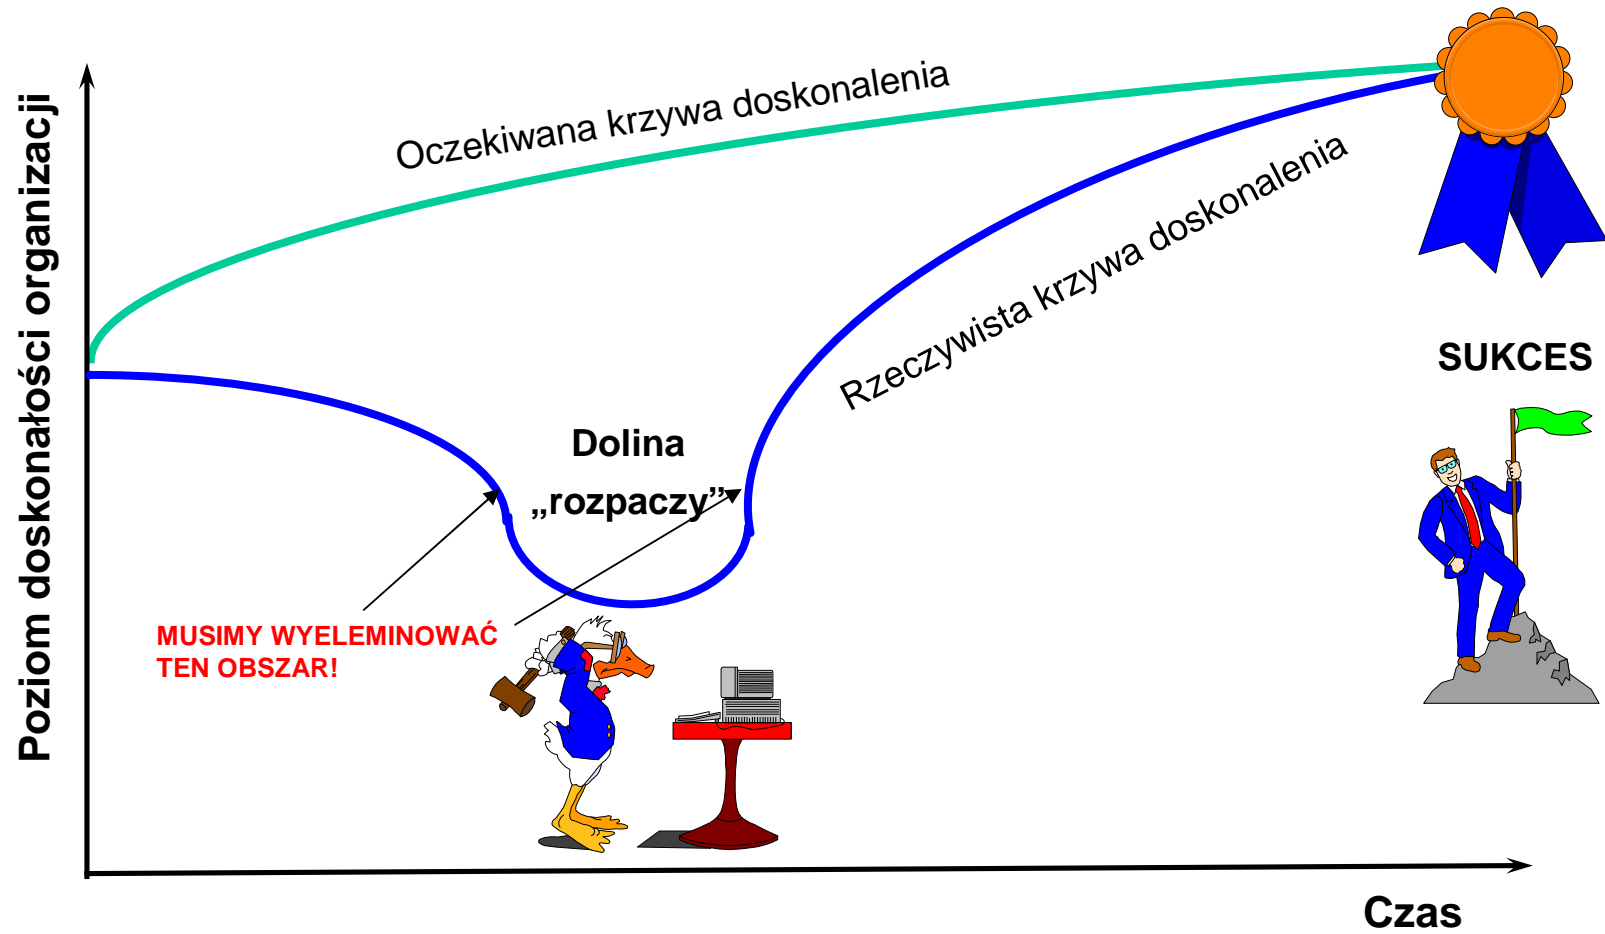 Poziom doskonałości organizacji
Oczekiwana krzywa doskonalenia
Rzeczywista krzywa doskonalenia
SUKCES
Dolina
„rozpaczy”
MUSIMY WYELEMINOWAĆ
TEN OBSZAR!
Czas